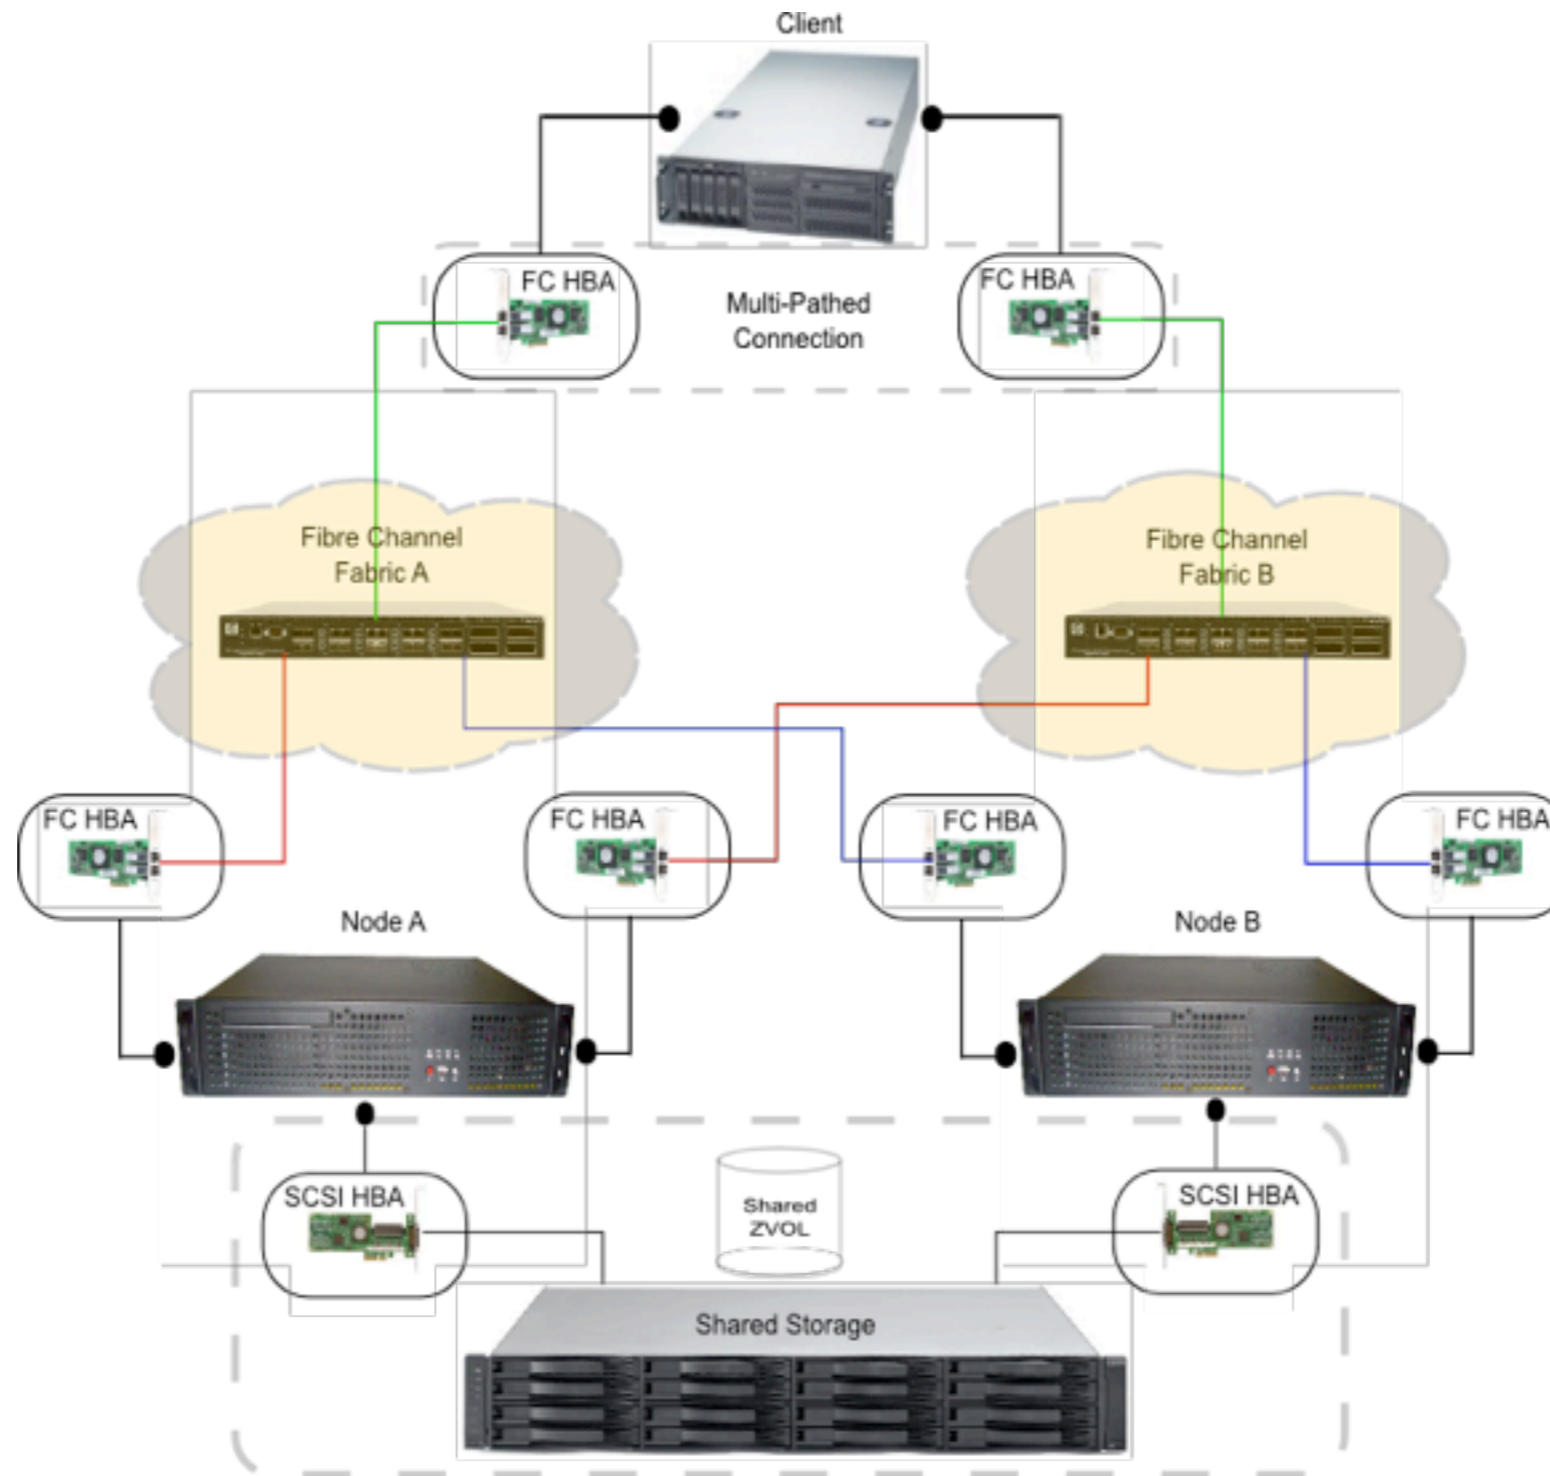 Client
FC HBA
FC HBA
Multi-Pathed
Connection
Fibre Channel
Fabric A
Fibre Channel
Fabric B
FC HBA
FC HBA
FC HBA
FC HBA
Node A
Node B
SCSI HBA
Shared
ZVOL
SCSI HBA
Shared Storage